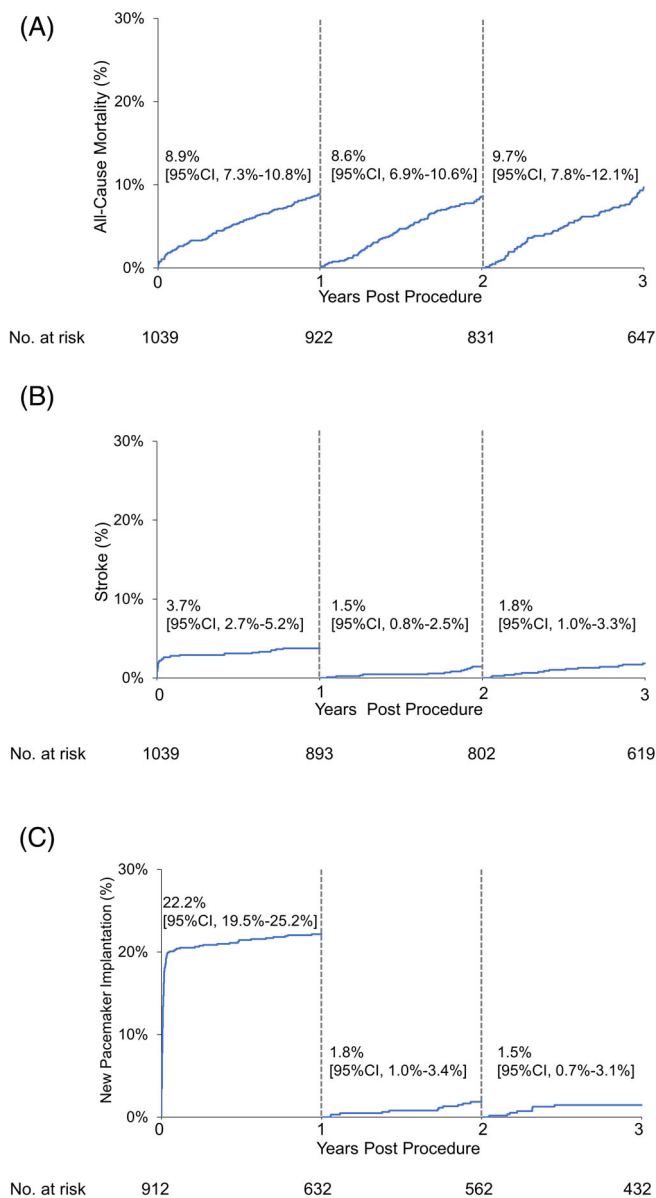 (A)
All-Cause Mortality (%)
30%
20%
10%
0%
8.9%
[95%CI, 7.3%-10.8%]
8.6%
[95%CI, 6.9%-10.6%]
9.7%
[95%CI, 7.8%-12.1%]
0 1 2 3
Years Post Procedure
No. at risk 1039 922 831 647
(B)
Stroke (%)
30%
20%
10%
0%
3.7%
[95%CI, 2.7%-5.2%]
1.5%
[95%CI, 0.8%-2.5%]
1.8%
[95%CI, 1.0%-3.3%]
0 1 2 3
Years Post Procedure
No. at risk 1039 893 802 619
(C)
New Pacemaker Implantation (%)
30%
20%
10%
0%
22.2%
[95%CI, 19.5%-25.2%]
1.8%
[95%CI, 1.0%-3.4%]
1.5%
[95%CI, 0.7%-3.1%]
0 1 2 3
Years Post Procedure
No. at risk 912 632 562 432